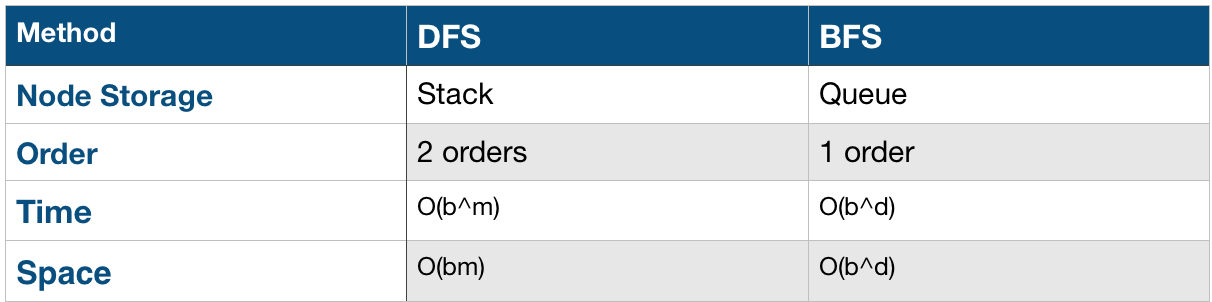 Method DFS BFS
Node Storage Stack Queue
Order 2 orders 1 order
Time O(b^m) O(b^d)
Space O(bm) O(b^d)